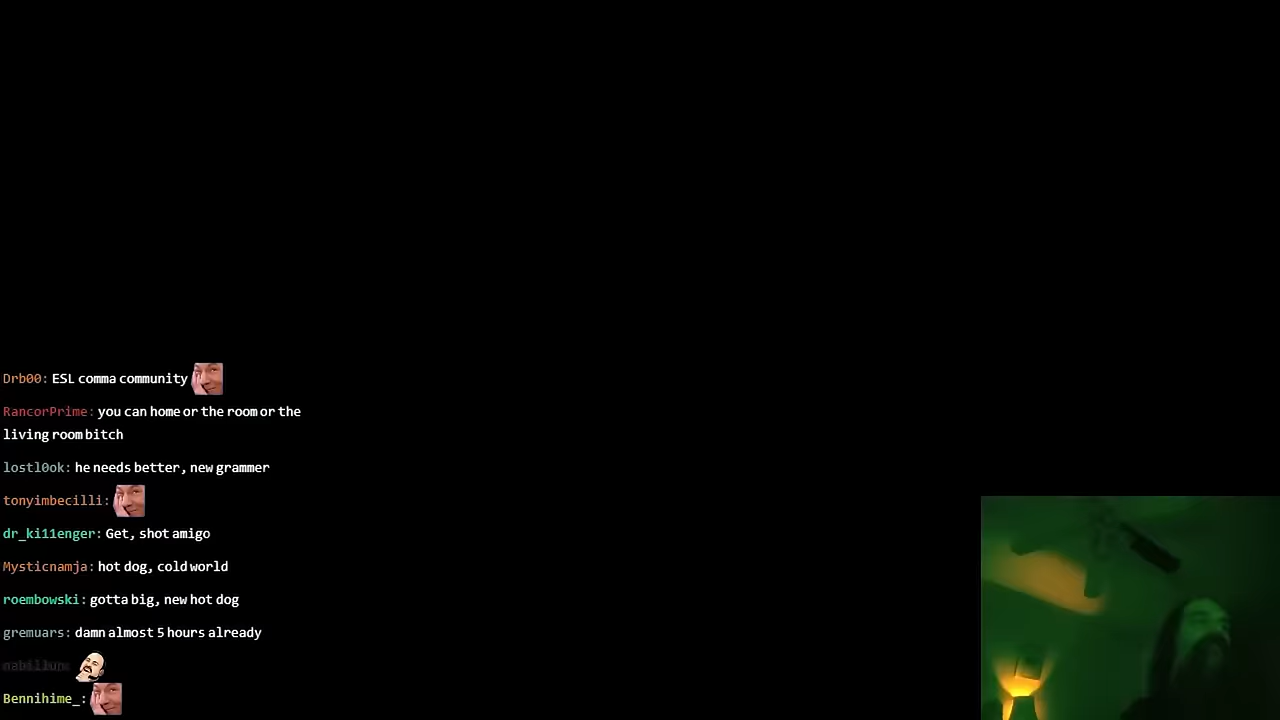 Drb00: ESL comma community
RancorPrime: you can home or the room or the
living room bitch
lostl0ok: he needs better, new grammer
tonyimbecilli:
dr_ki11enger: Get, shot amigo
Mysticnamja: hot dog, cold world
roembowski: gotta big, new hot dog
gremuars: damn almost 5 hours already
Bennihime_: